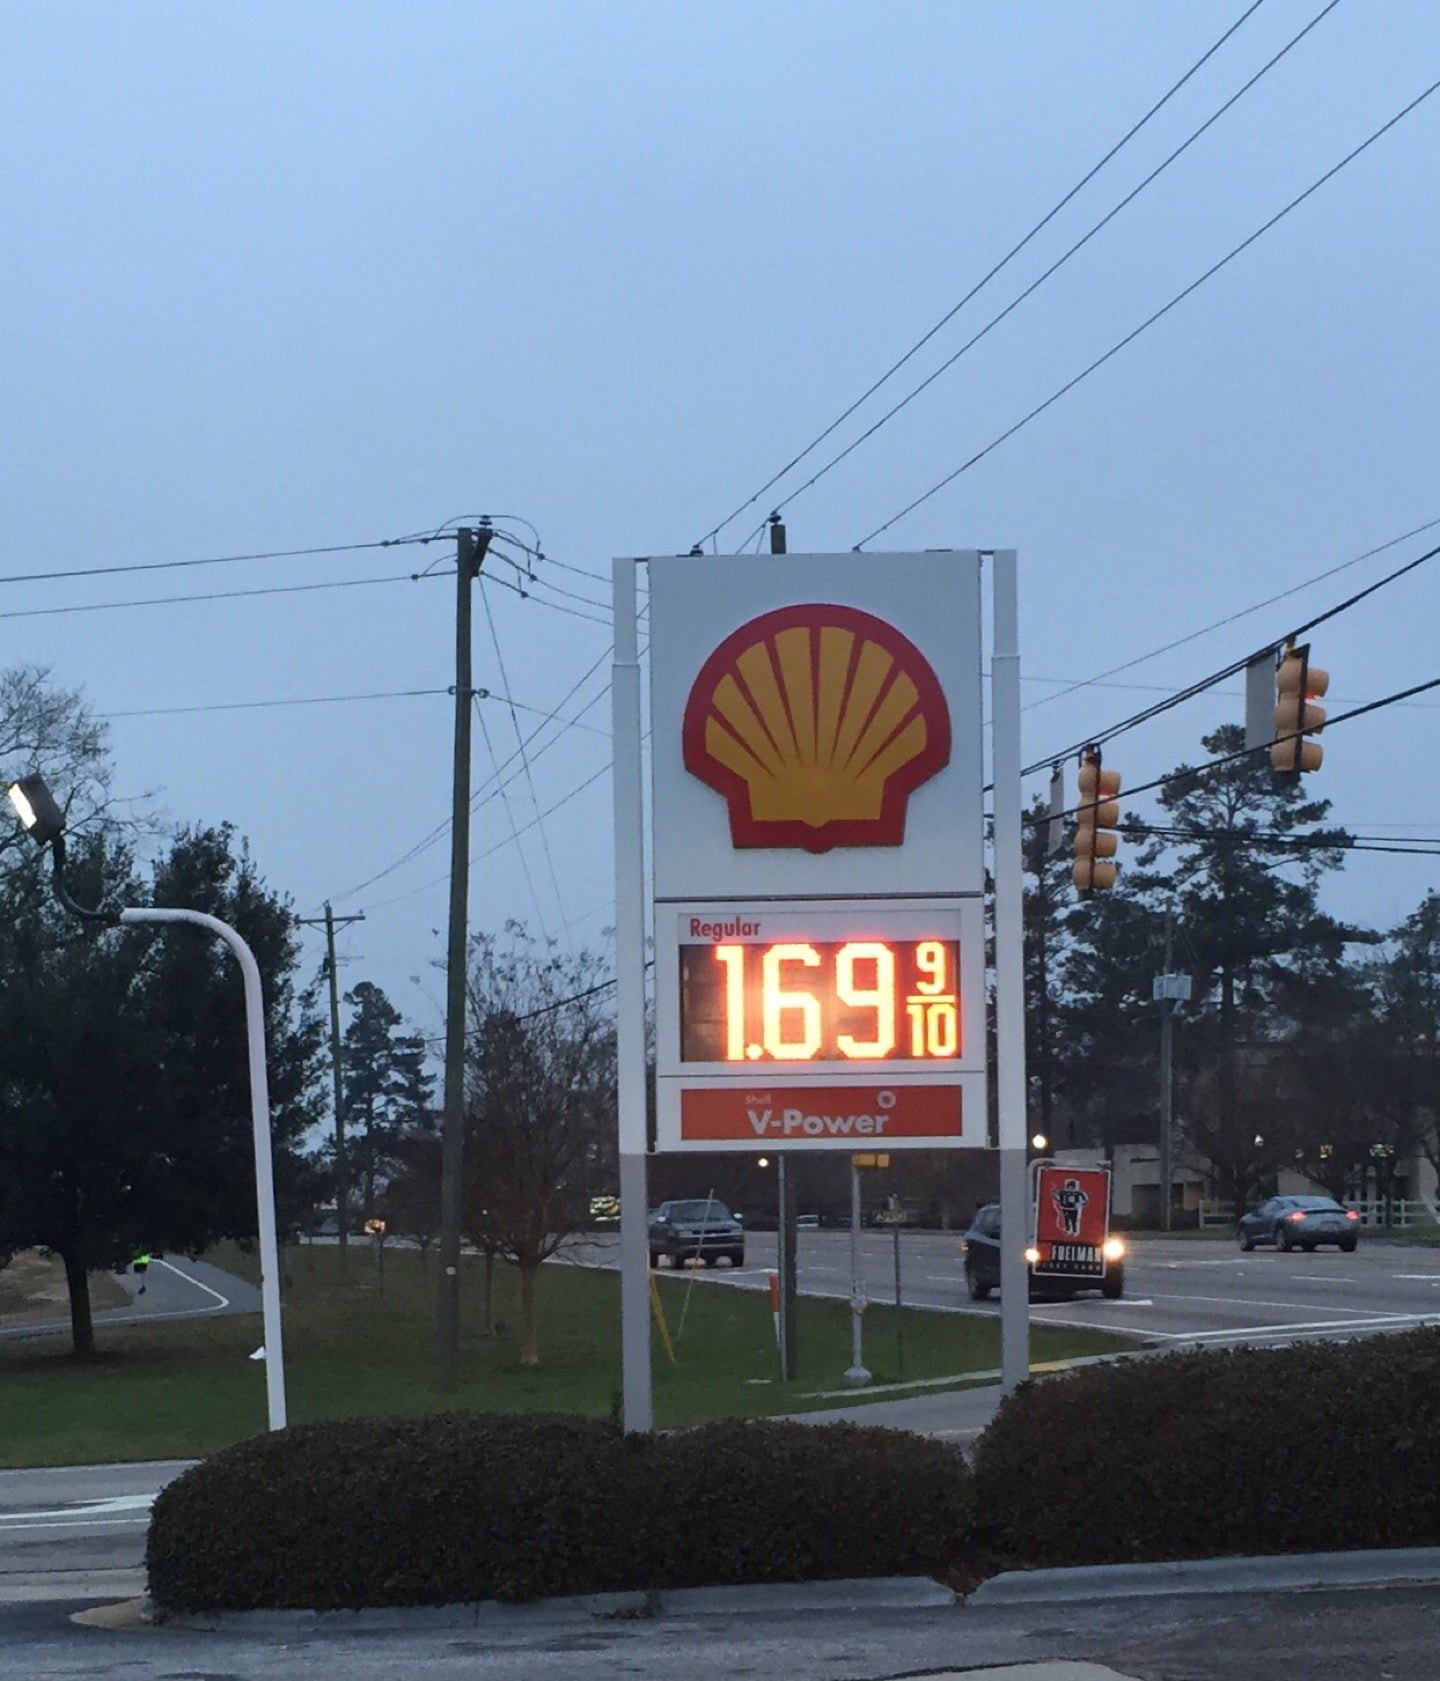 Regular
1.69 9/10
Shell
V-Power
FUELMAN